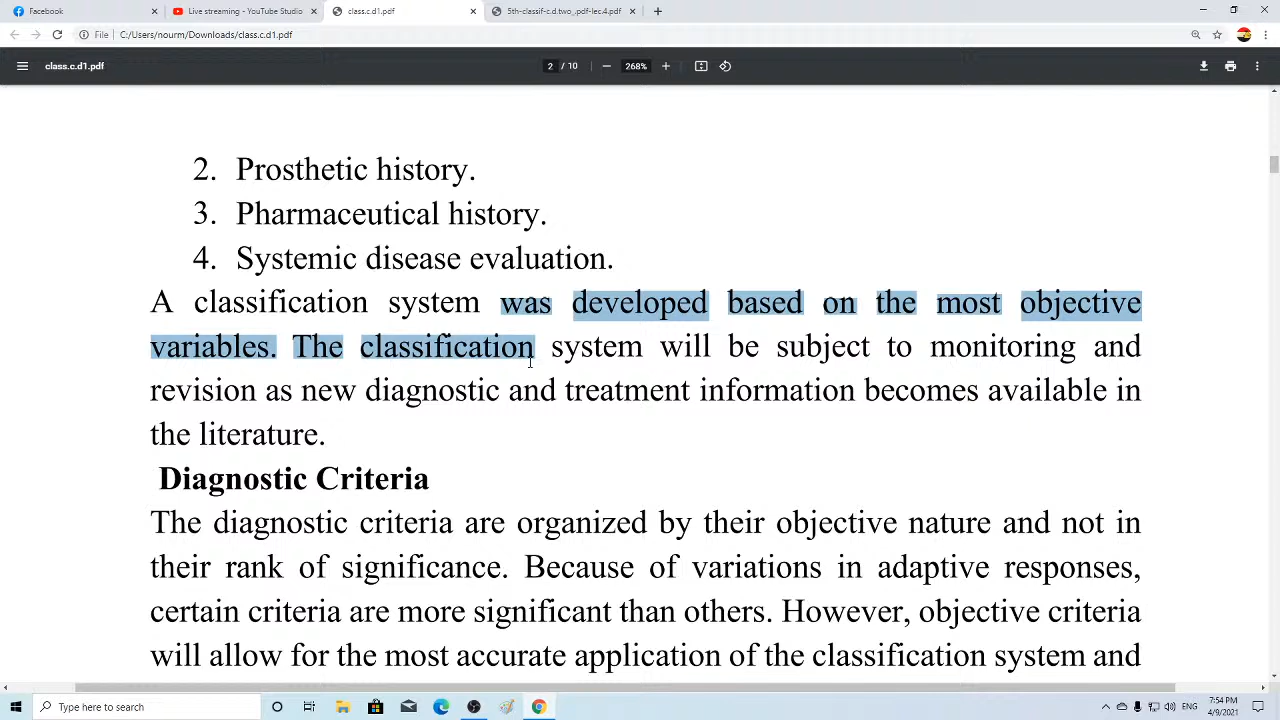 Facebook
Live streaming - YouTube Studio
class.c.d1.pdf
5th-classif-c.d.two_,pdf-lec.4.pdf
File
C:/Users/nourm/Downloads/class.c.d1.pdf
class.c.d1.pdf
2 / 10
268%
2. Prosthetic history.
3. Pharmaceutical history.
4. Systemic disease evaluation.
A classification system was developed based on the most objective
variables. The classification system will be subject to monitoring and
revision as new diagnostic and treatment information becomes available in
the literature.
Diagnostic Criteria
The diagnostic criteria are organized by their objective nature and not in
their rank of significance. Because of variations in adaptive responses,
certain criteria are more significant than others. However, objective criteria
will allow for the most accurate application of the classification system and
Type here to search
ENG
7:54 PM
4/9/2021